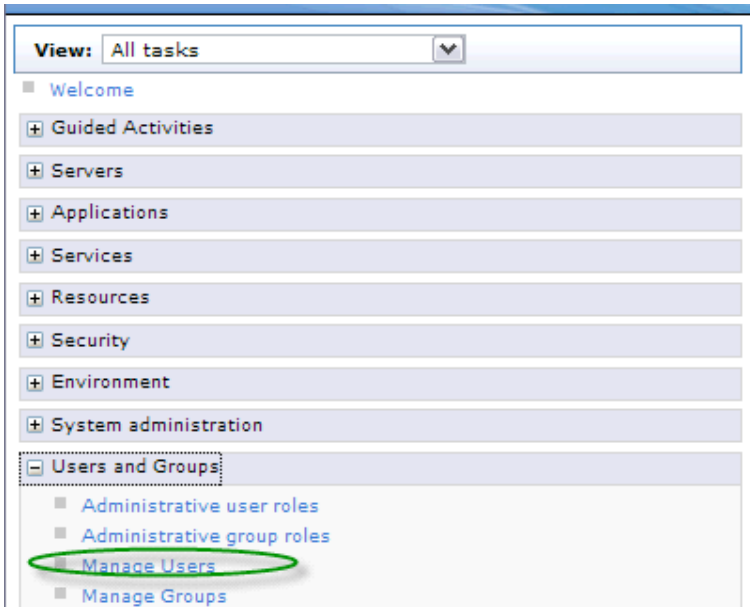 View: All tasks
Welcome
Guided Activities
Servers
Applications
Services
Resources
Security
Environment
System administration
Users and Groups
Administrative user roles
Administrative group roles
Manage Users
Manage Groups